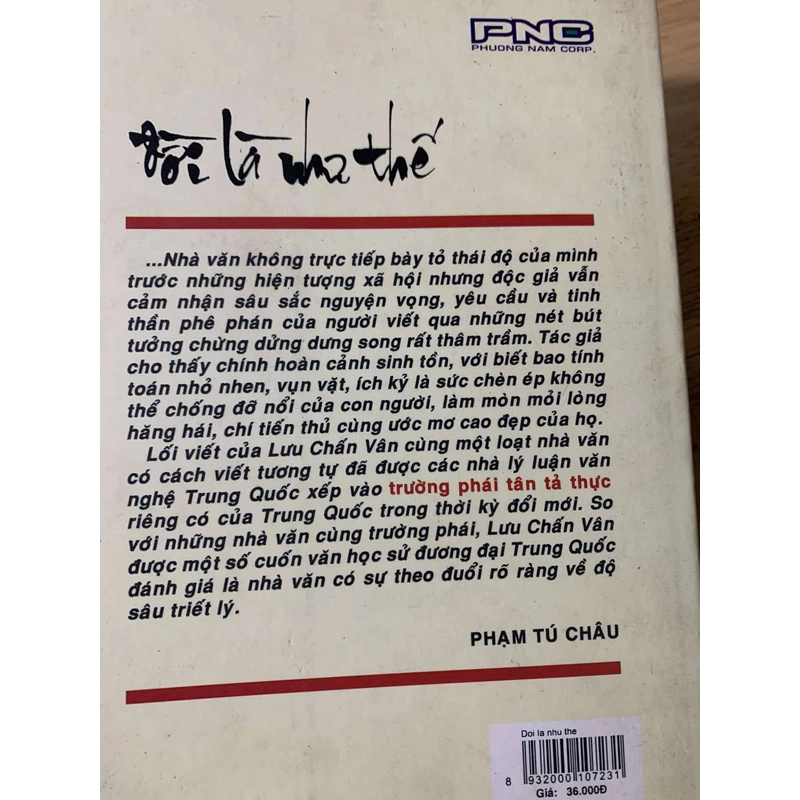 PNC
PHUONG NAM CORP.
đời là như thế
...Nhà văn không trực tiếp bày tỏ thái độ của mình
trước những hiện tượng xã hội nhưng độc giả vẫn
cảm nhận sâu sắc nguyện vọng, yêu cầu và tinh
thần phê phán của người viết qua những nét bút
tưởng chừng dửng dưng song rất thâm trầm. Tác giả
cho thấy chính hoàn cảnh sinh tồn, với biết bao tính
toán nhỏ nhen, vụn vặt, ích kỷ là sức chèn ép không
thể chống đỡ nổi của con người, làm mòn mỏi lòng
hăng hái, chí tiến thủ cùng ước mơ cao đẹp của họ.
Lối viết của Lưu Chấn Vân cùng một loạt nhà văn
có cách viết tương tự đã được các nhà lý luận văn
nghệ Trung Quốc xếp vào trường phái tân tả thực
riêng có của Trung Quốc trong thời kỳ đổi mới. So
với những nhà văn cùng trường phái, Lưu Chấn Vân
được một số cuốn văn học sử đương đại Trung Quốc
đánh giá là nhà văn có sự theo đuổi rõ ràng về độ
sâu triết lý.
PHẠM TÚ CHÂU
Doi la nhu the
8 932000 107231
Giá: 36.000Đ